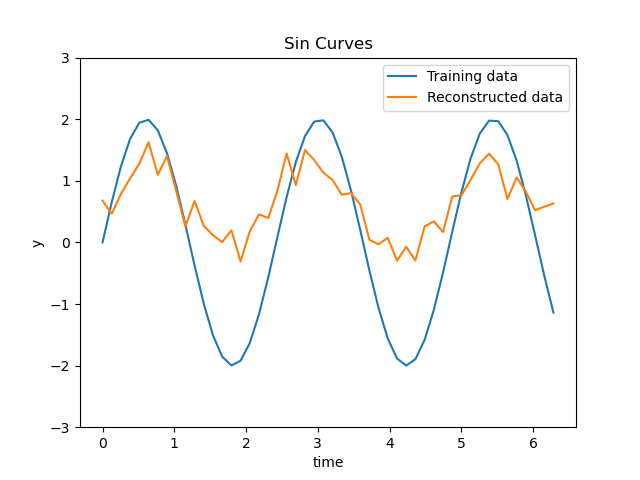 Sin Curves
Training data
Reconstructed data
3
2
1
0
−1
−2
−3
y
0 1 2 3 4 5 6
time